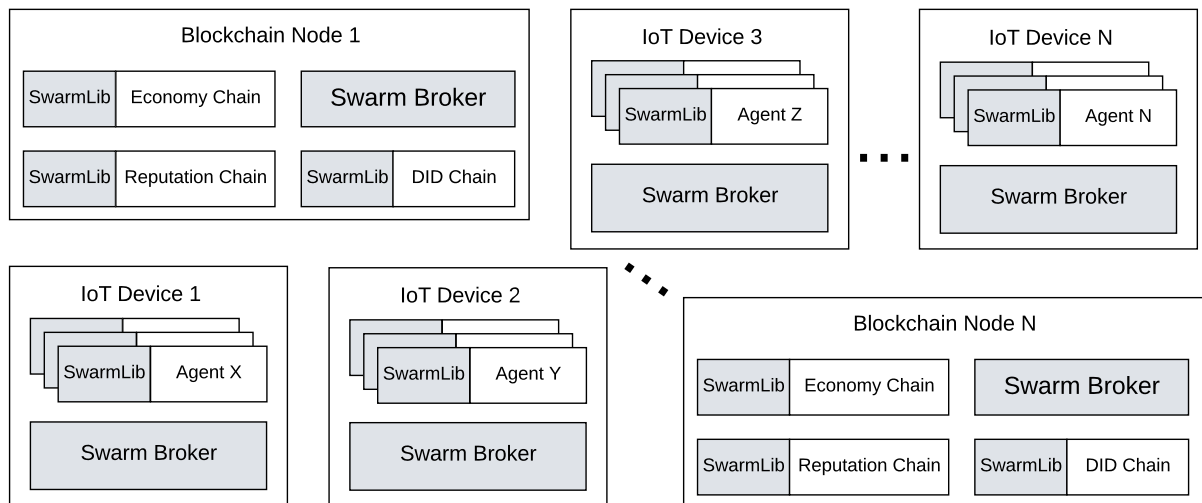 Blockchain Node 1
SwarmLib Economy Chain
Swarm Broker
SwarmLib Reputation Chain
SwarmLib DID Chain
IoT Device 3
SwarmLib Agent Z
Swarm Broker
IoT Device N
SwarmLib Agent N
Swarm Broker
IoT Device 1
SwarmLib Agent X
Swarm Broker
IoT Device 2
SwarmLib Agent Y
Swarm Broker
Blockchain Node N
SwarmLib Economy Chain
Swarm Broker
SwarmLib Reputation Chain
SwarmLib DID Chain